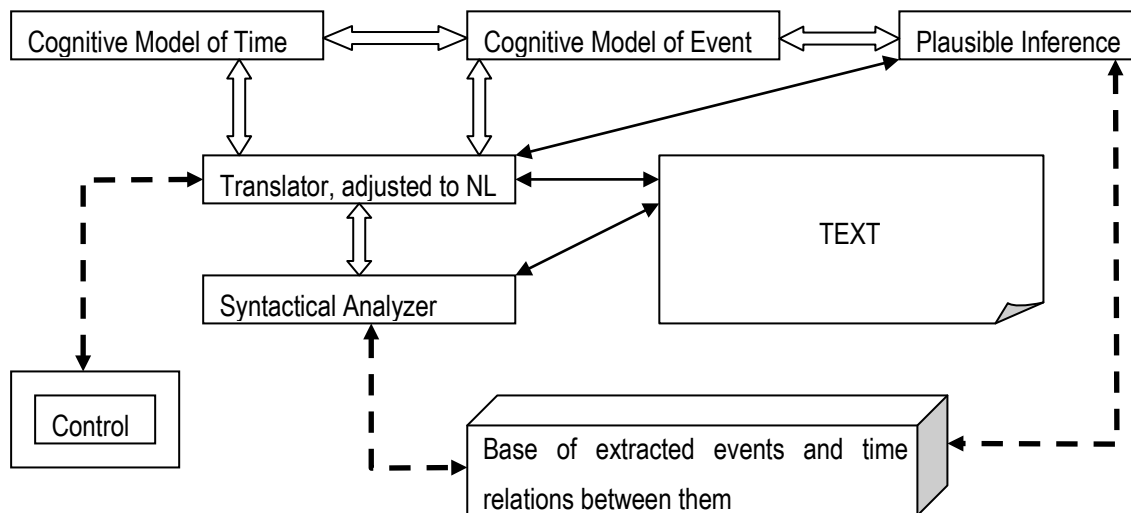 Cognitive Model of Time
Cognitive Model of Event
Plausible Inference
Translator, adjusted to NL
TEXT
Syntactical Analyzer
Control
Base of extracted events and time
relations between them